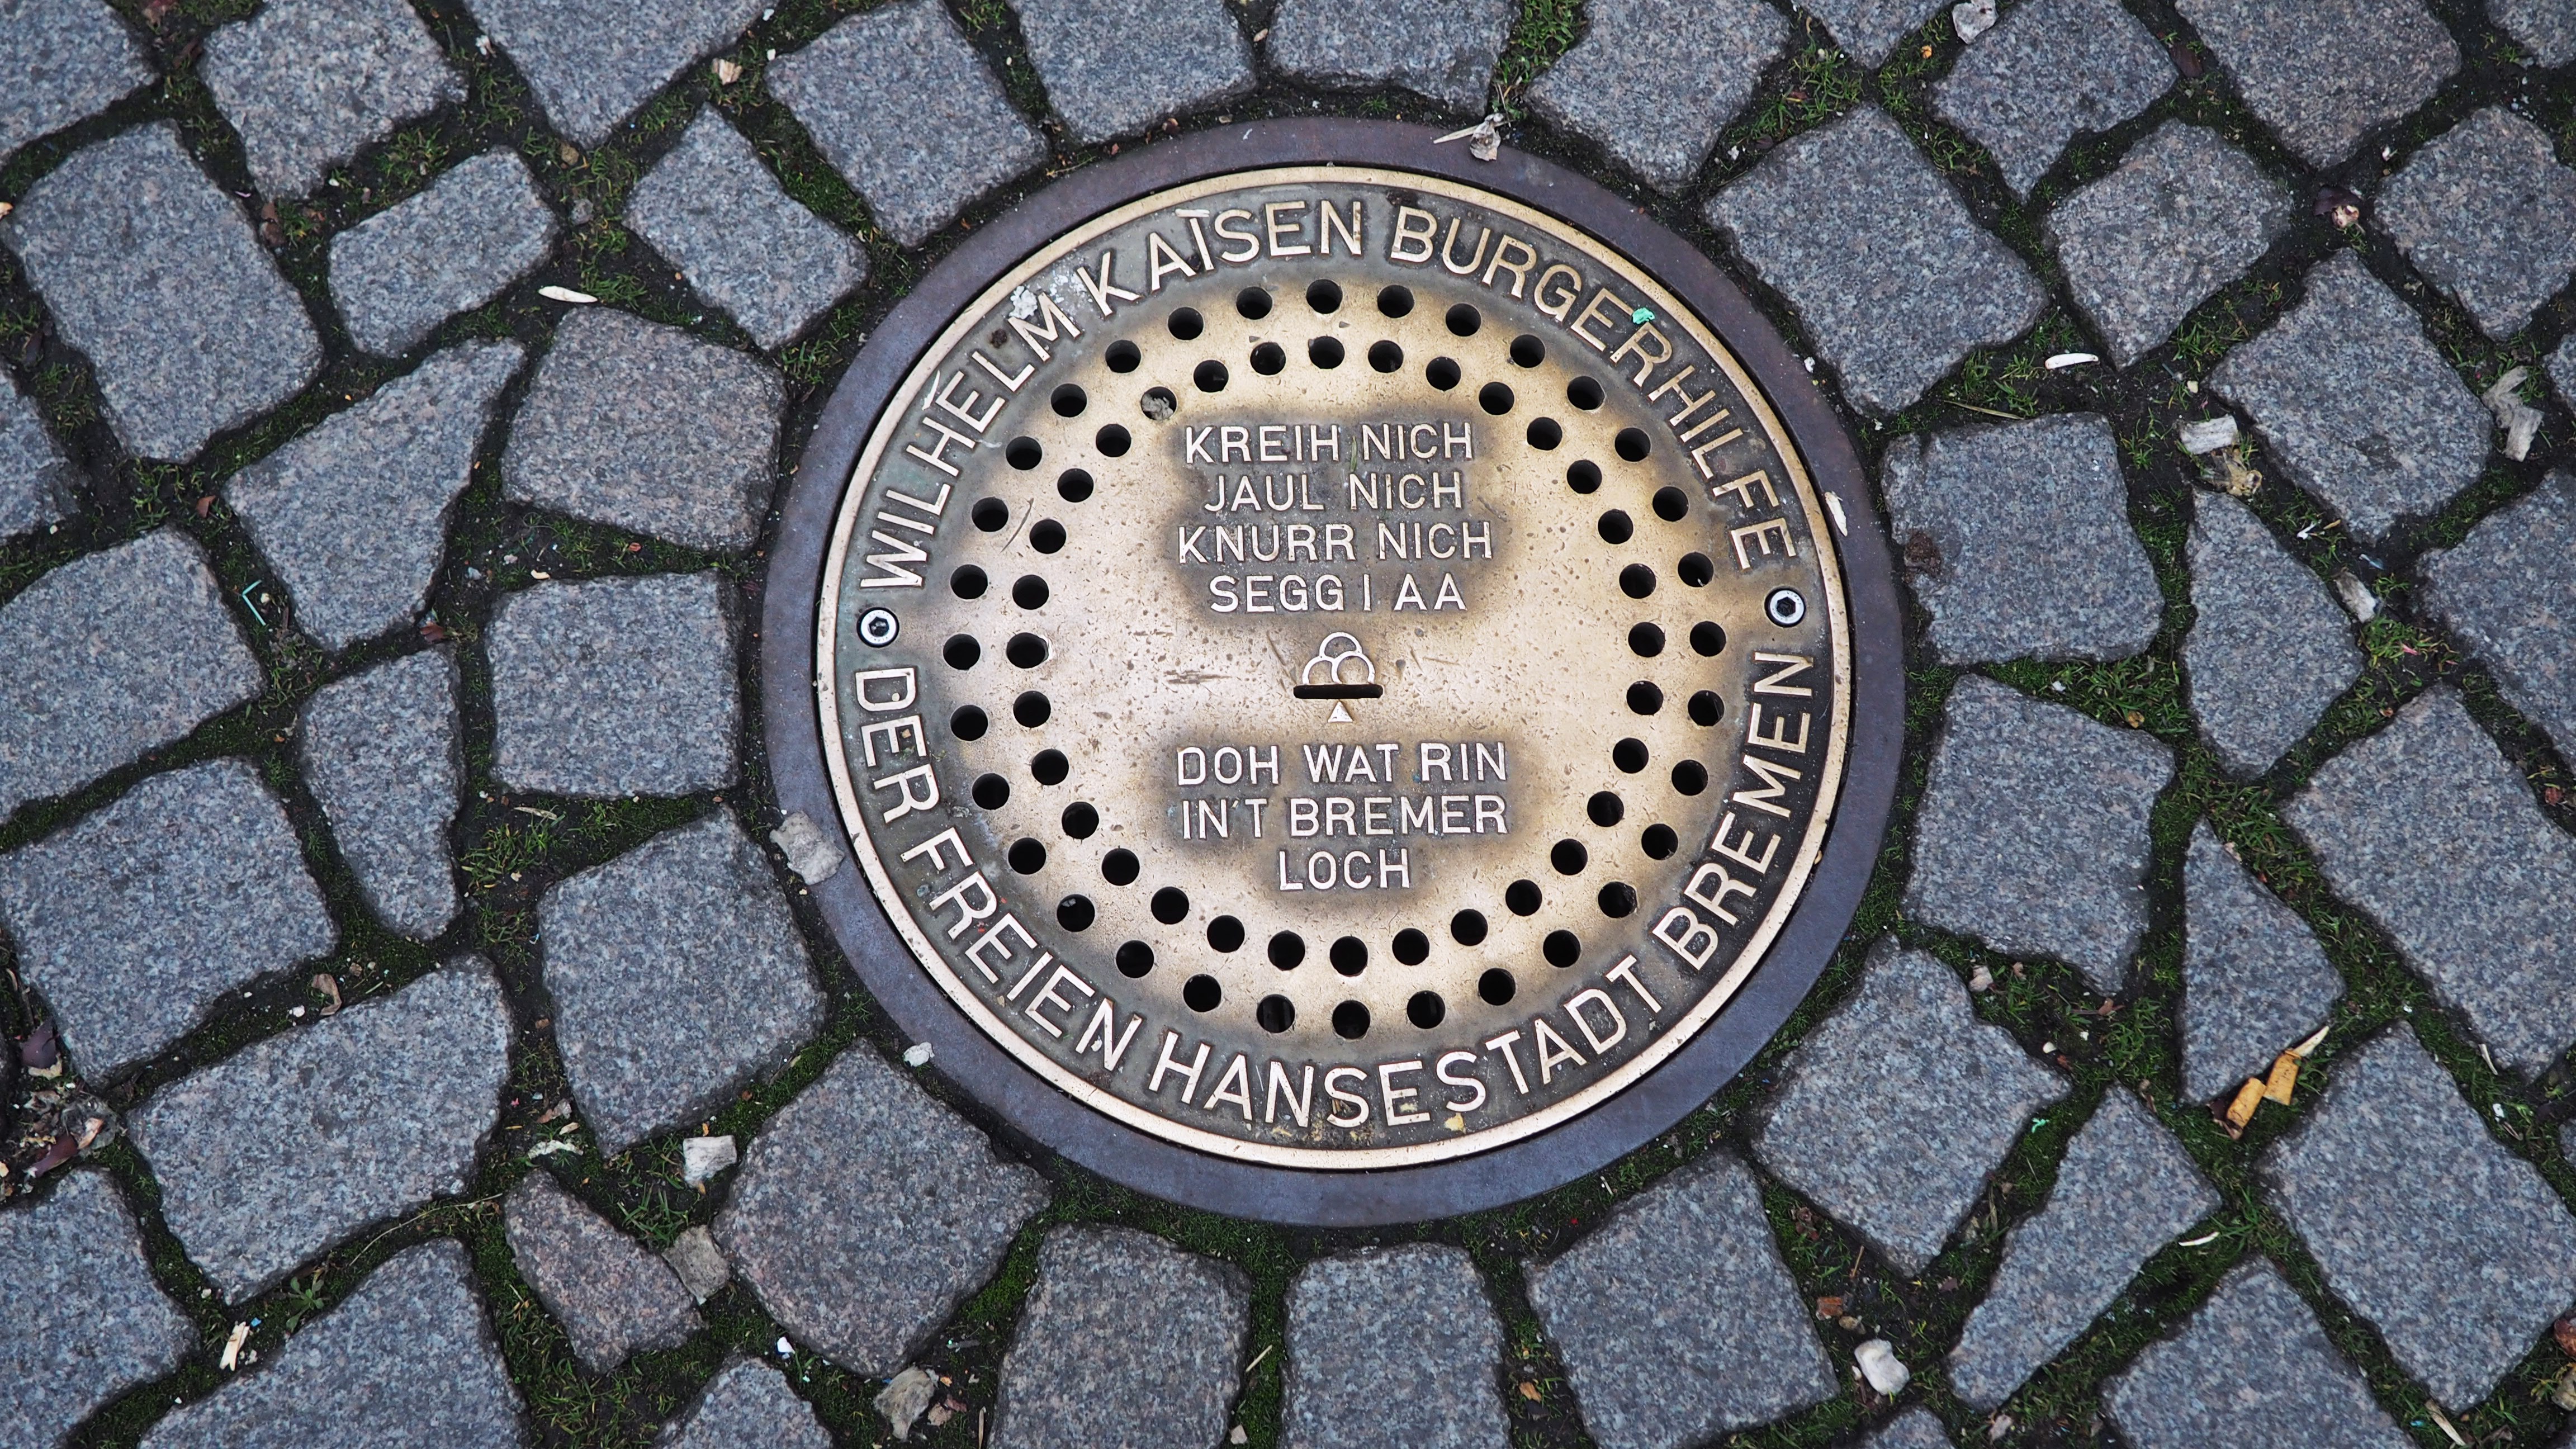 WILHELM KAISEN BURGERHILFE
KREIH NICH
JAUL NICH
KNURR NICH
SEGG I AA
DOH WAT RIN
IN'T BREMER
LOCH
DER FREIEN HANSESTADT BREMEN